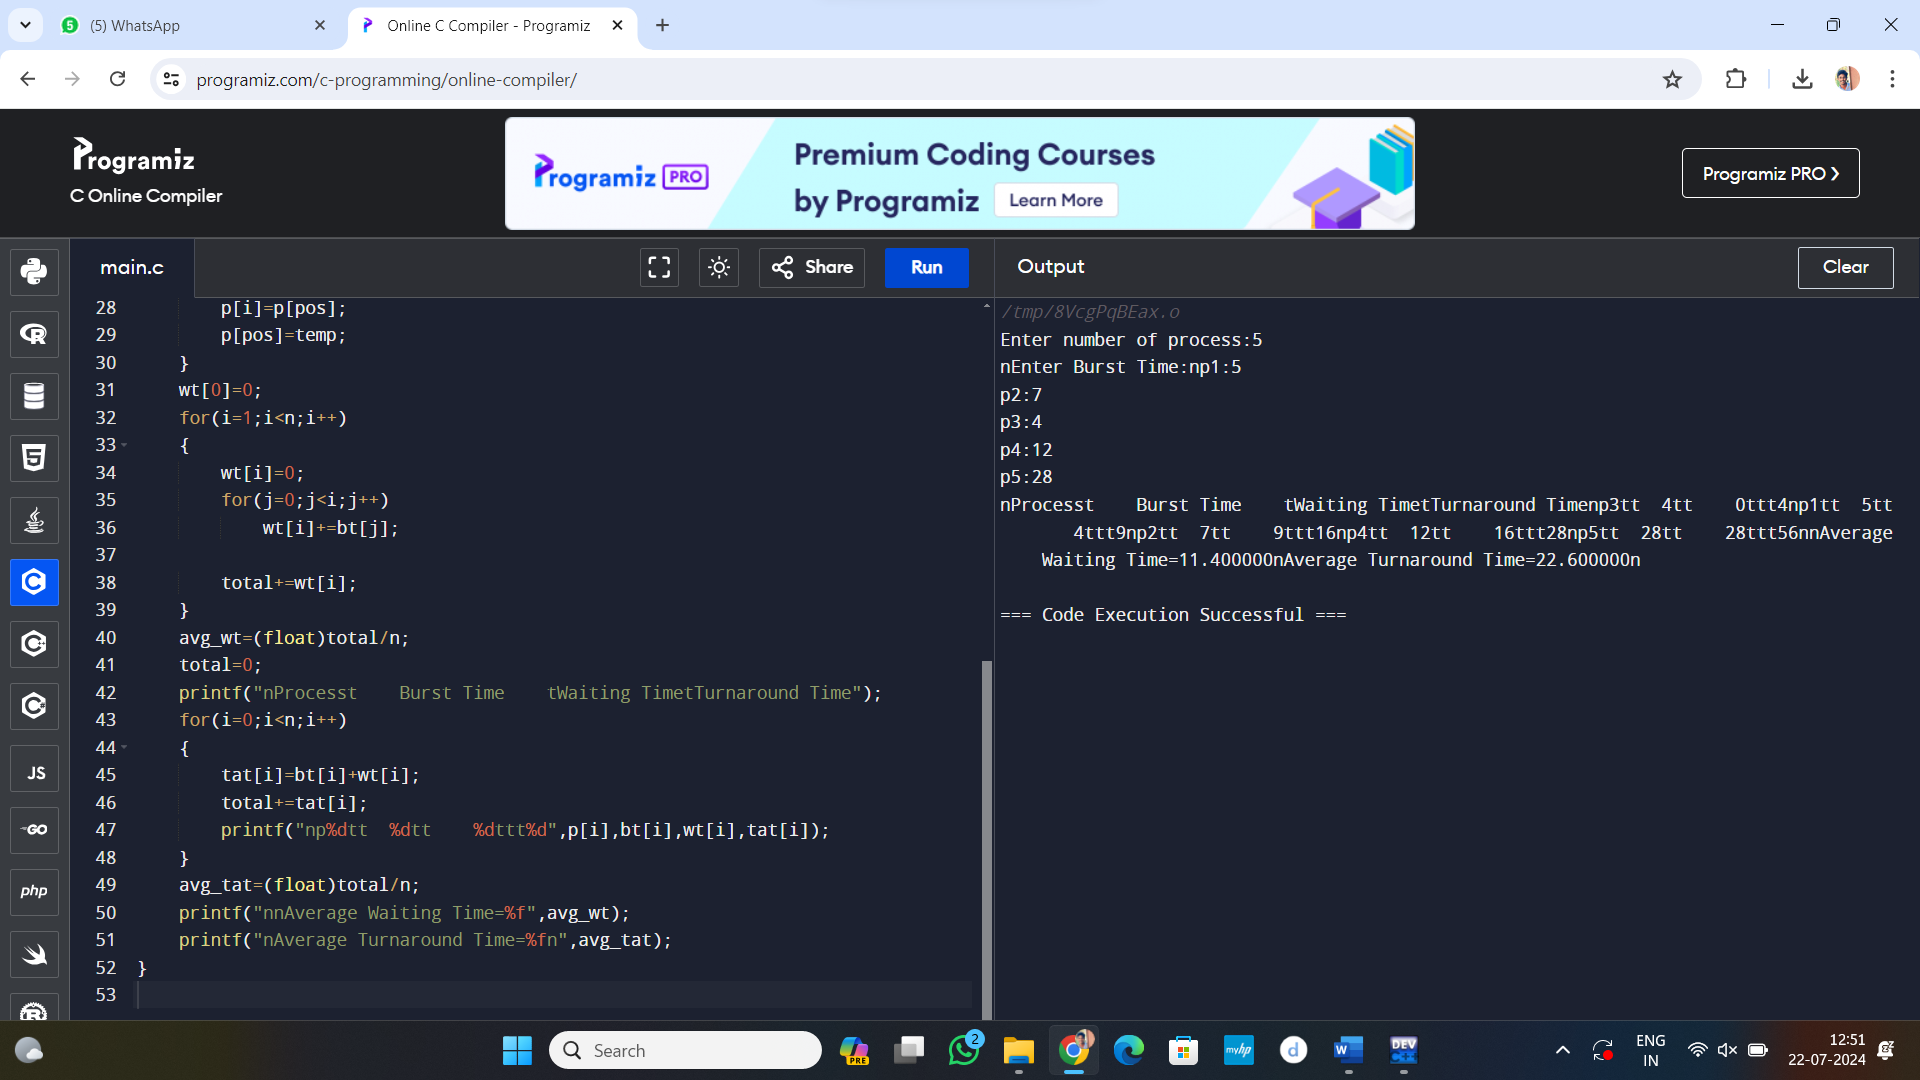 (5) WhatsApp
Online C Compiler - Programiz
programiz.com/c-programming/online-compiler/
Programiz
C Online Compiler
Programiz PRO
Premium Coding Courses
by Programiz
Learn More
Programiz PRO ❯
main.c
Share
Run
Output
Clear
28 p[i]=p[pos];
29 p[pos]=temp;
30 }
31 wt[0]=0;
32 for(i=1;i<n;i++)
33 {
34 wt[i]=0;
35 for(j=0;j<i;j++)
36 wt[i]+=bt[j];
37
38 total+=wt[i];
39 }
40 avg_wt=(float)total/n;
41 total=0;
42 printf("nProcesst    Burst Time    tWaiting TimetTurnaround Time");
43 for(i=0;i<n;i++)
44 {
45 tat[i]=bt[i]+wt[i];
46 total+=tat[i];
47 printf("np%dtt  %dtt    %dttt%d",p[i],bt[i],wt[i],tat[i]);
48 }
49 avg_tat=(float)total/n;
50 printf("nnAverage Waiting Time=%f",avg_wt);
51 printf("nAverage Turnaround Time=%fn",avg_tat);
52 }
53
/tmp/8VcgPqBEax.o
Enter number of process:5
nEnter Burst Time:np1:5
p2:7
p3:4
p4:12
p5:28
nProcesst    Burst Time    tWaiting TimetTurnaround Timenp3tt  4tt    0ttt4np1tt  5tt
4ttt9np2tt  7tt    9ttt16np4tt  12tt    16ttt28np5tt  28tt    28ttt56nnAverage
Waiting Time=11.400000nAverage Turnaround Time=22.600000n
=== Code Execution Successful ===
JS
GO
php
Search
PRE
2
myhp
d
W
DEV
C++
ENG
IN
12:51
22-07-2024